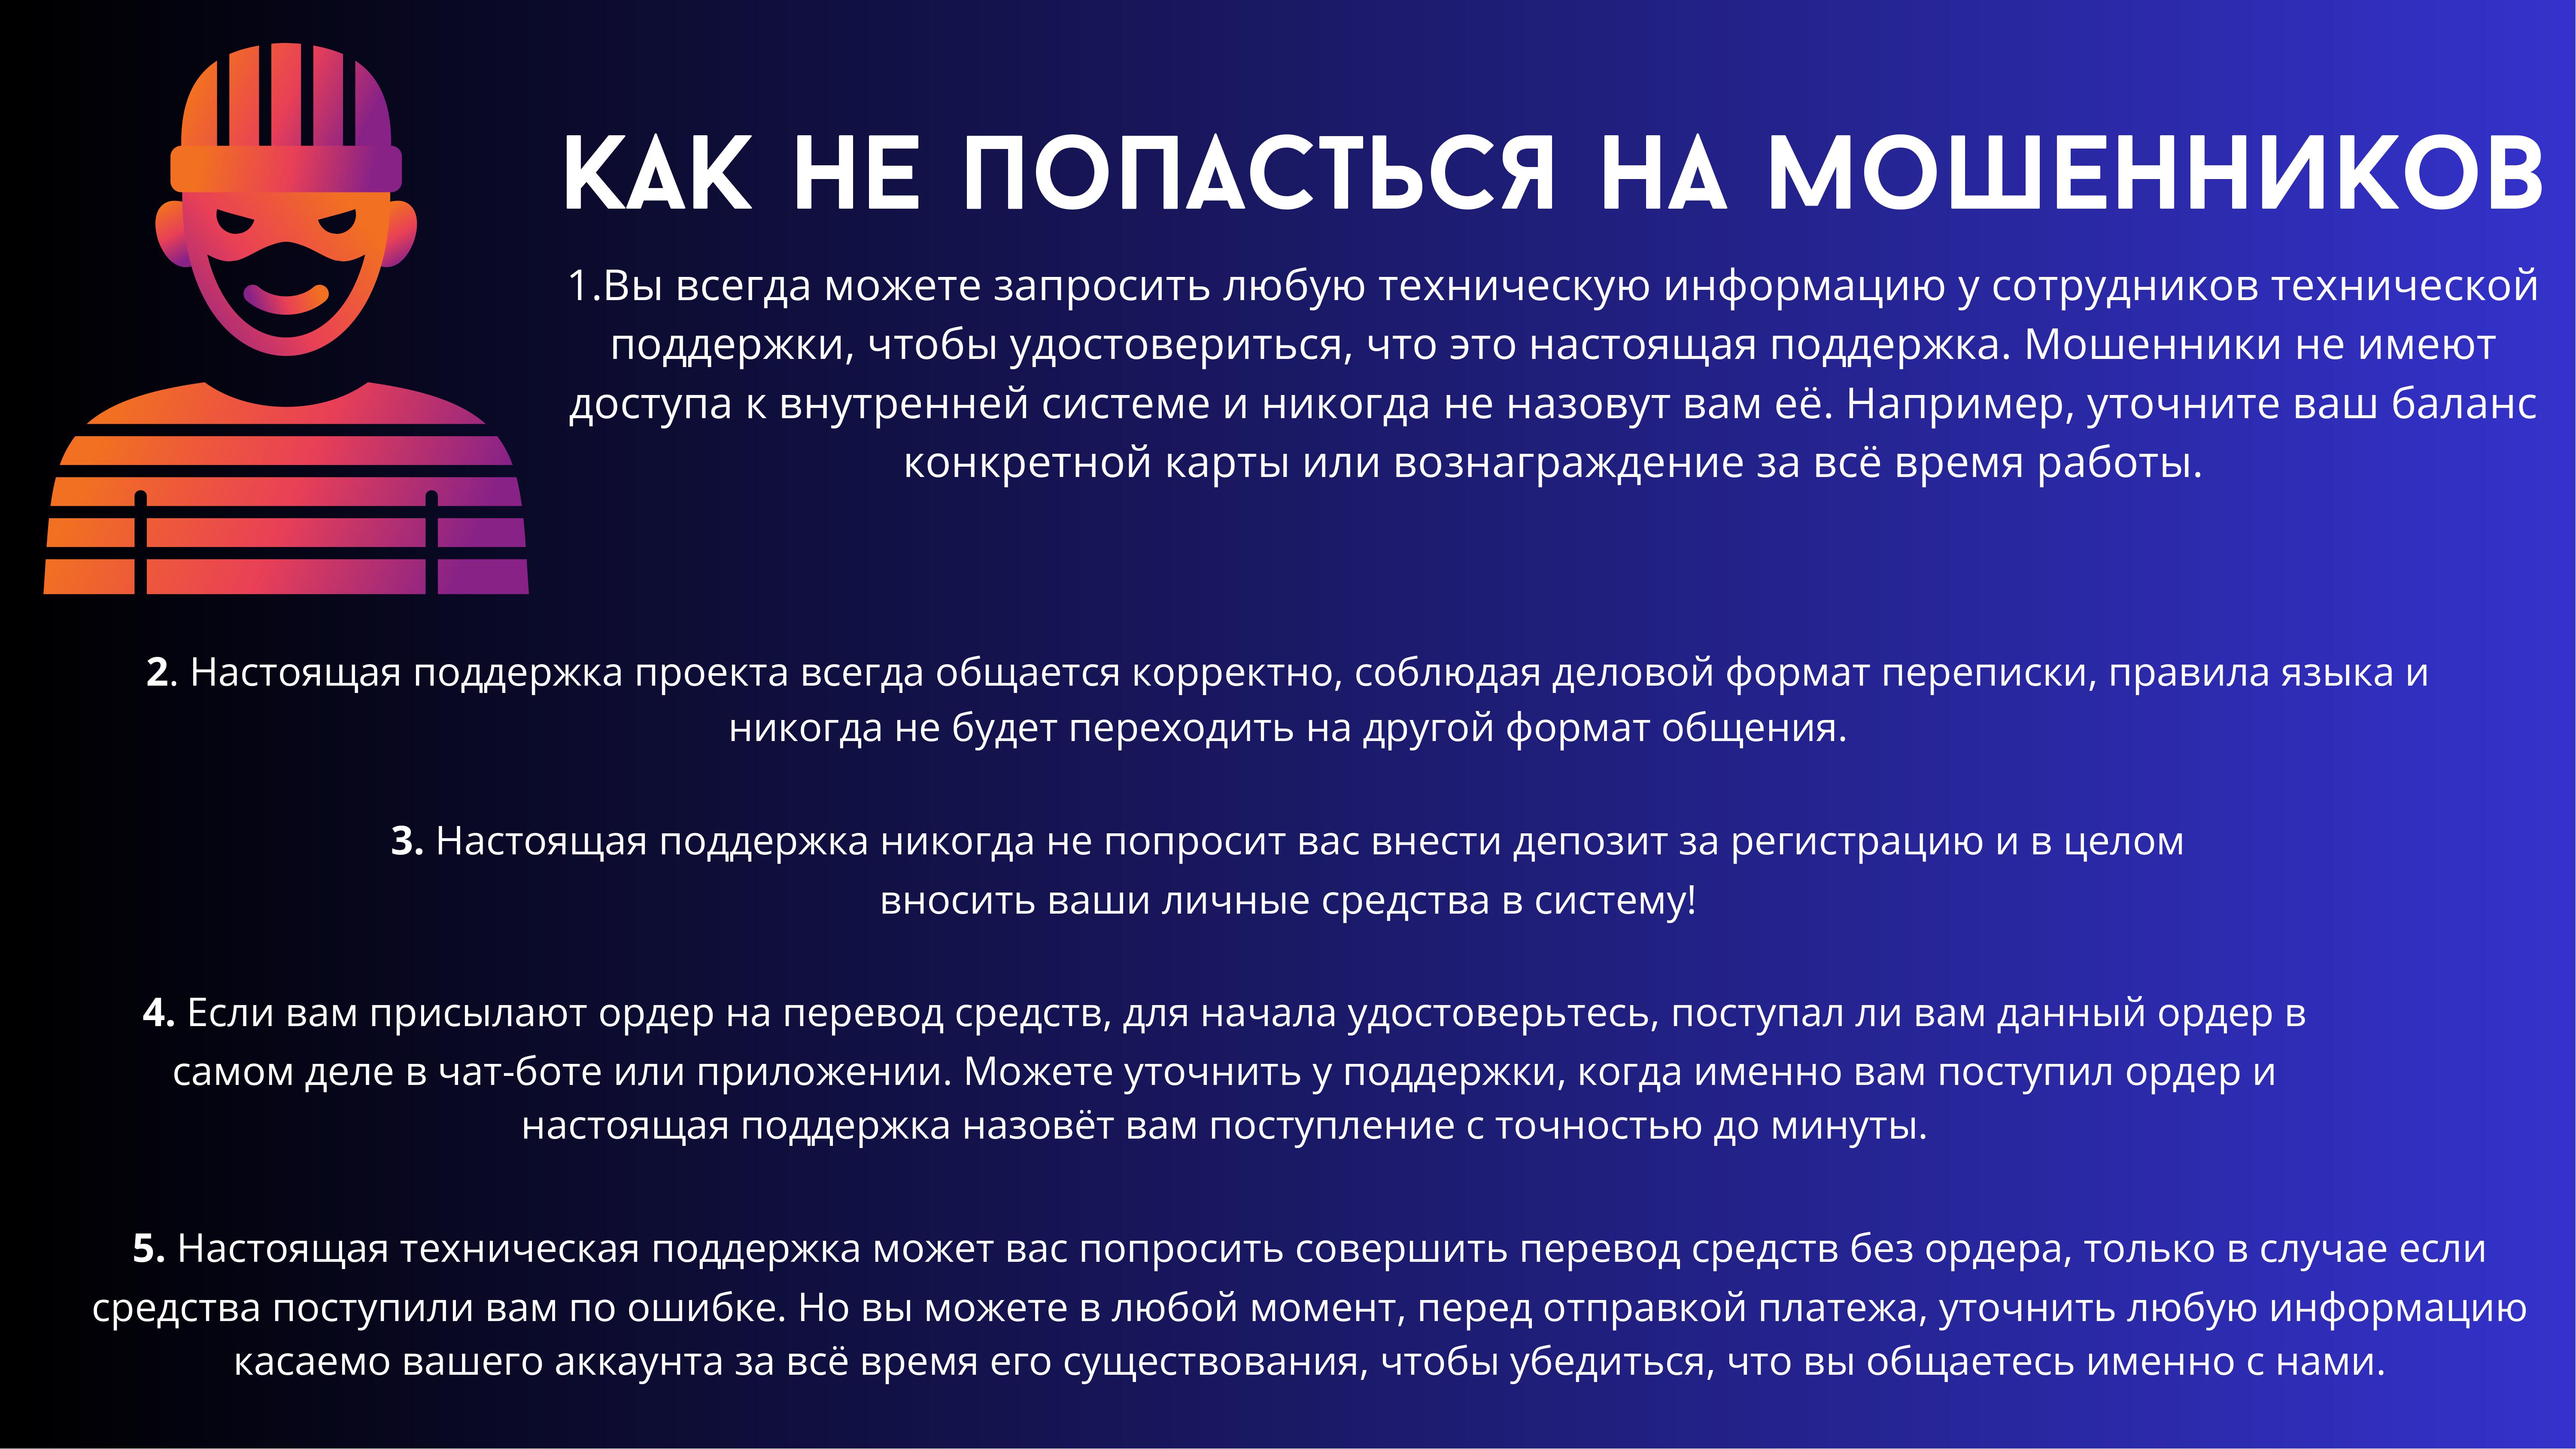 КАК НЕ ПОПАСТЬСЯ НА МОШЕННИКОВ
1.Вы всегда можете запросить любую техническую информацию у сотрудников технической
поддержки, чтобы удостовериться, что это настоящая поддержка. Мошенники не имеют
доступа к внутренней системе и никогда не назовут вам её. Например, уточните ваш баланс
конкретной карты или вознаграждение за всё время работы.
2. Настоящая поддержка проекта всегда общается корректно, соблюдая деловой формат переписки, правила языка и
никогда не будет переходить на другой формат общения.
3. Настоящая поддержка никогда не попросит вас внести депозит за регистрацию и в целом
вносить ваши личные средства в систему!
4. Если вам присылают ордер на перевод средств, для начала удостоверьтесь, поступал ли вам данный ордер в
самом деле в чат-боте или приложении. Можете уточнить у поддержки, когда именно вам поступил ордер и
настоящая поддержка назовёт вам поступление с точностью до минуты.
5. Настоящая техническая поддержка может вас попросить совершить перевод средств без ордера, только в случае если
средства поступили вам по ошибке. Но вы можете в любой момент, перед отправкой платежа, уточнить любую информацию
касаемо вашего аккаунта за всё время его существования, чтобы убедиться, что вы общаетесь именно с нами.